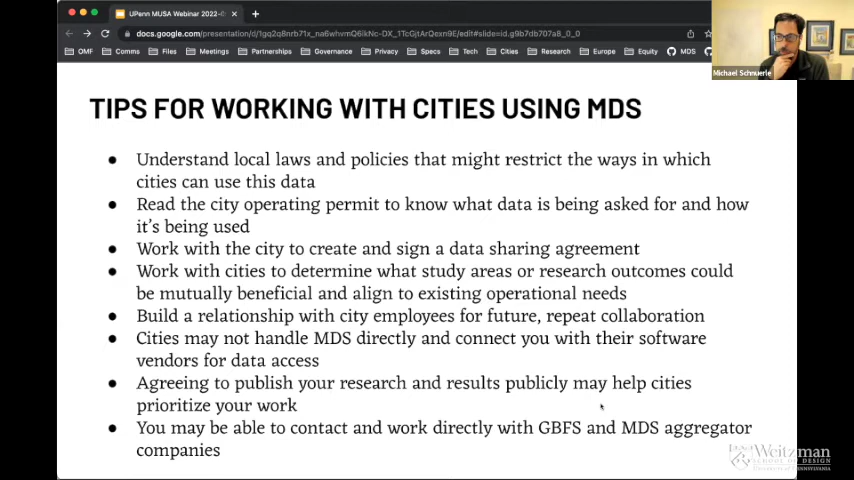 UPenn MUSA Webinar 2022-0
docs.google.com/presentation/d/1gq2q8nrb71x_na6whvmQ6ikNc-DX_1TcGjtArQexn9E/edit#slide=id.g9b7db707a8_0_0
OMF Comms Files Meetings Partnerships Governance Privacy Specs Tech Cities Research Europe Equity MDS
Michael Schnuerle
TIPS FOR WORKING WITH CITIES USING MDS
● Understand local laws and policies that might restrict the ways in which
cities can use this data
● Read the city operating permit to know what data is being asked for and how
it's being used
● Work with the city to create and sign a data sharing agreement
● Work with cities to determine what study areas or research outcomes could
be mutually beneficial and align to existing operational needs
● Build a relationship with city employees for future, repeat collaboration
● Cities may not handle MDS directly and connect you with their software
vendors for data access
● Agreeing to publish your research and results publicly may help cities
prioritize your work
● You may be able to contact and work directly with GBFS and MDS aggregator
companies
Weitzman
SCHOOL OF DESIGN